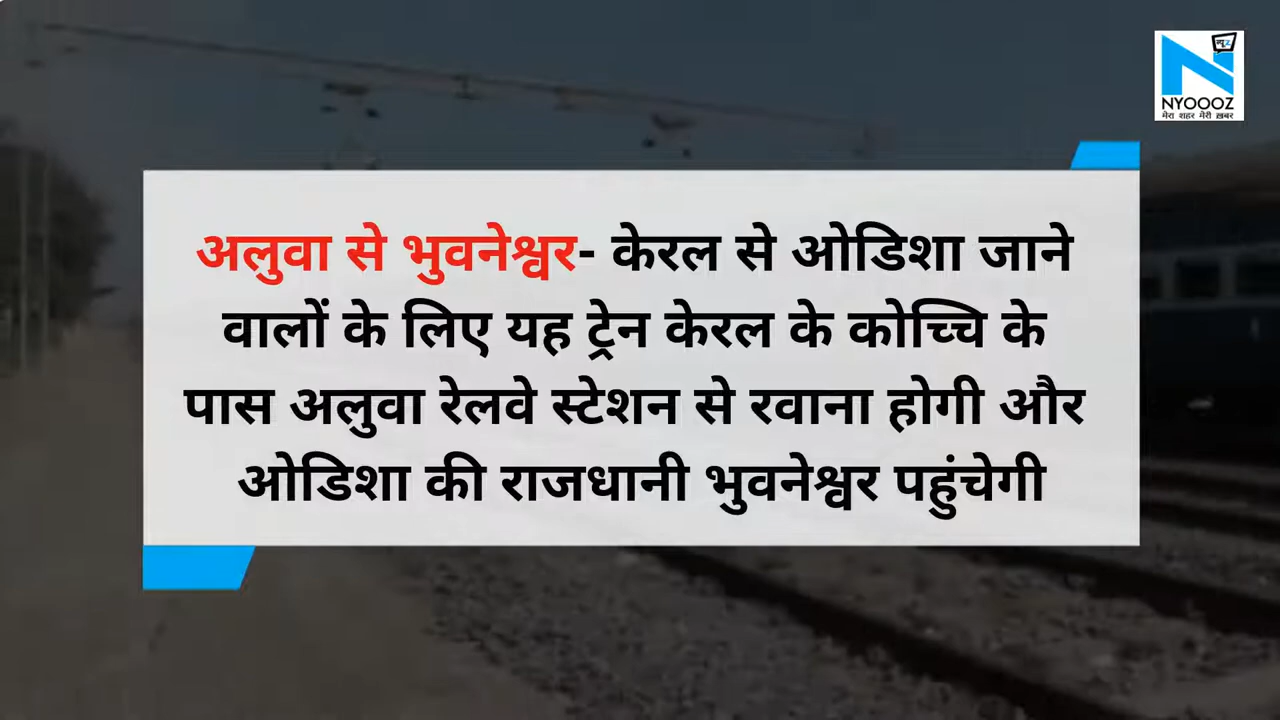 न्यूz
NYOOOZ
मेरा शहर मेरी ख़बर
अलुवा से भुवनेश्वर- केरल से ओडिशा जाने
वालों के लिए यह ट्रेन केरल के कोच्चि के
पास अलुवा रेलवे स्टेशन से रवाना होगी और
ओडिशा की राजधानी भुवनेश्वर पहुंचेगी